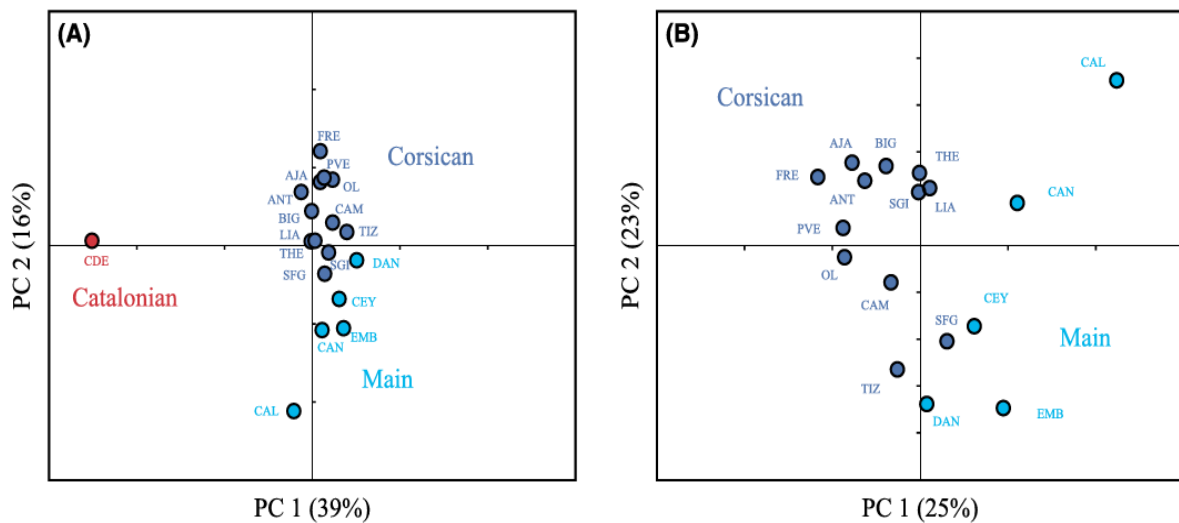 (A)
FRE
Corsican
PVE
AJA
OL
ANT
CAM
BIG
TIZ
LIA
THE
SGI
DAN
CDE
SFG
Catalonian
CEY
EMB
CAN
Main
CAL
PC 2 (16%)
PC 1 (39%)
(B)
CAL
Corsican
AJA
BIG
THE
FRE
CAN
ANT
SGI
LIA
PVE
OL
CEY
CAM
SFG
Main
TIZ
DAN
EMB
PC 2 (23%)
PC 1 (25%)